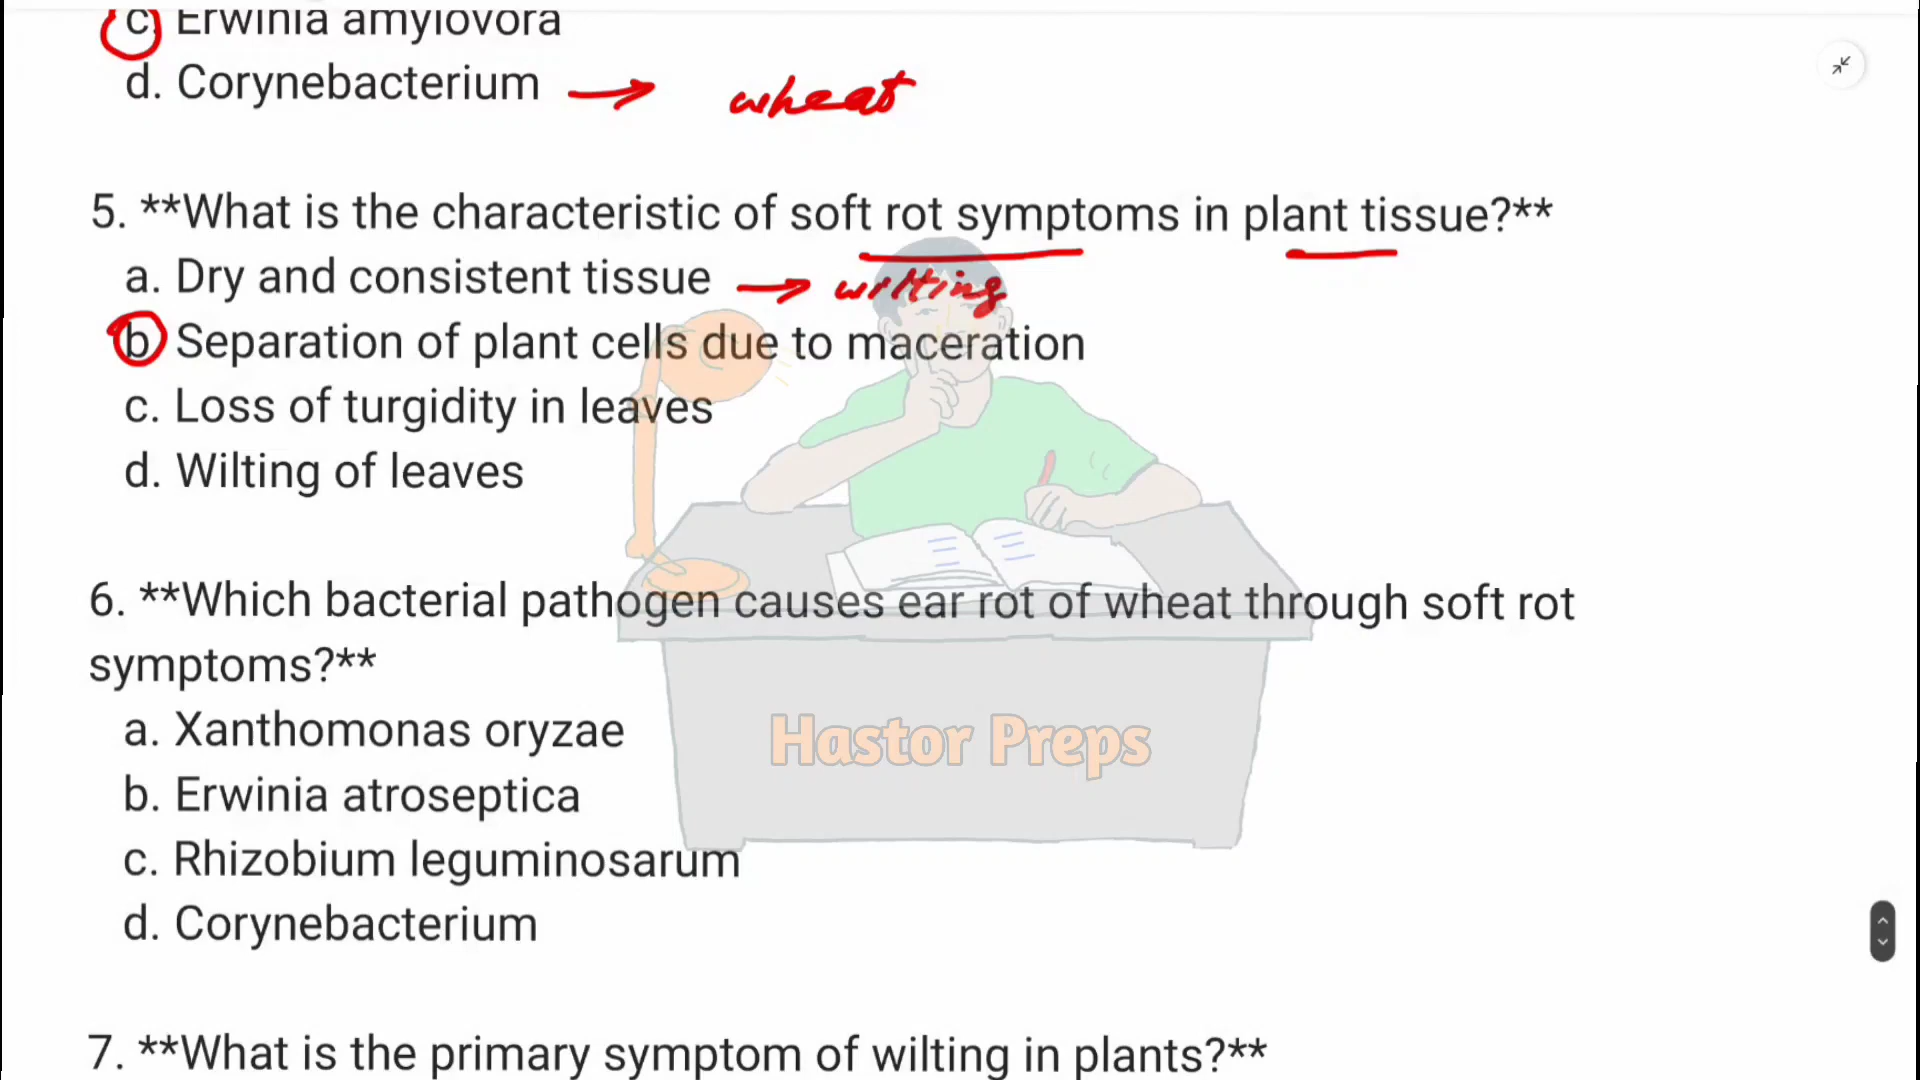 c. Erwinia amylovora
d. Corynebacterium → wheat
5. **What is the characteristic of soft rot symptoms in plant tissue?**
a. Dry and consistent tissue → wilting
b Separation of plant cells due to maceration
c. Loss of turgidity in leaves
d. Wilting of leaves
6. **Which bacterial pathogen causes ear rot of wheat through soft rot
symptoms?**
a. Xanthomonas oryzae
Hastor Preps
b. Erwinia atroseptica
c. Rhizobium leguminosarum
d. Corynebacterium
7. **What is the primary symptom of wilting in plants?**